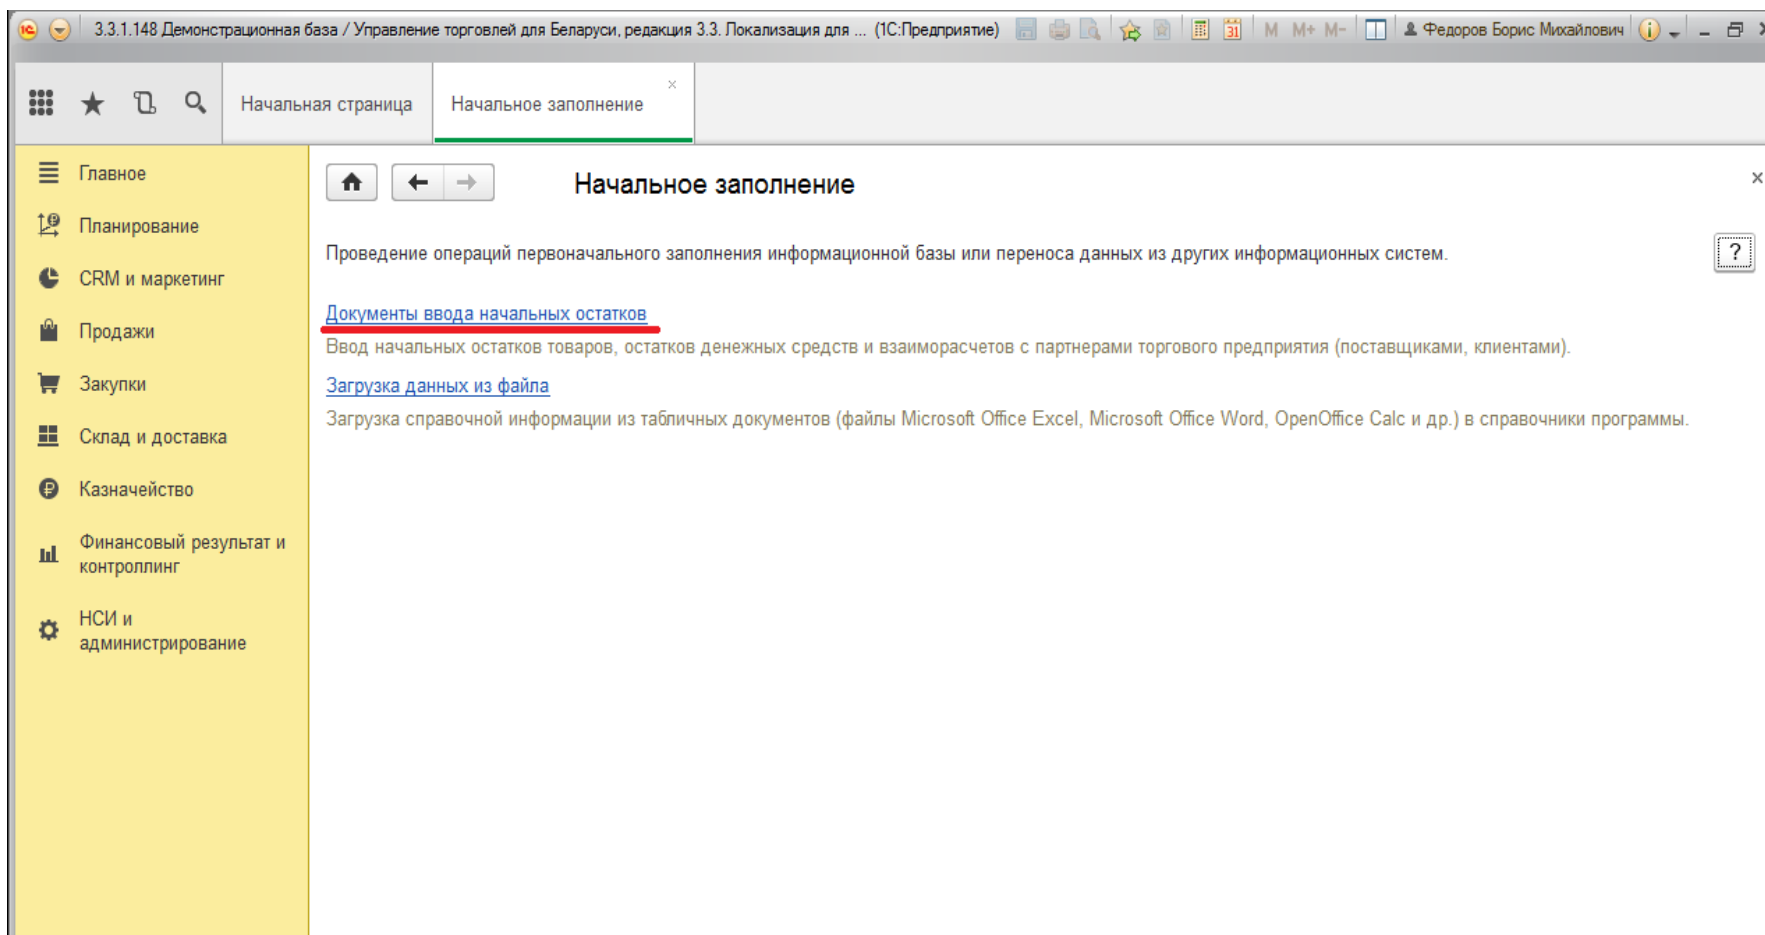 3.3.1.148 Демонстрационная база / Управление торговлей для Беларуси, редакция 3.3. Локализация для ... (1С:Предприятие) 31 M M+ M- Федоров Борис Михайлович
Начальная страница
Начальное заполнение
Главное
Планирование
CRM и маркетинг
Продажи
Закупки
Склад и доставка
Казначейство
Финансовый результат и
контроллинг
НСИ и
администрирование
Начальное заполнение
Проведение операций первоначального заполнения информационной базы или переноса данных из других информационных систем.
?
Документы ввода начальных остатков
Ввод начальных остатков товаров, остатков денежных средств и взаиморасчетов с партнерами торгового предприятия (поставщиками, клиентами).
Загрузка данных из файла
Загрузка справочной информации из табличных документов (файлы Microsoft Office Excel, Microsoft Office Word, OpenOffice Calc и др.) в справочники программы.